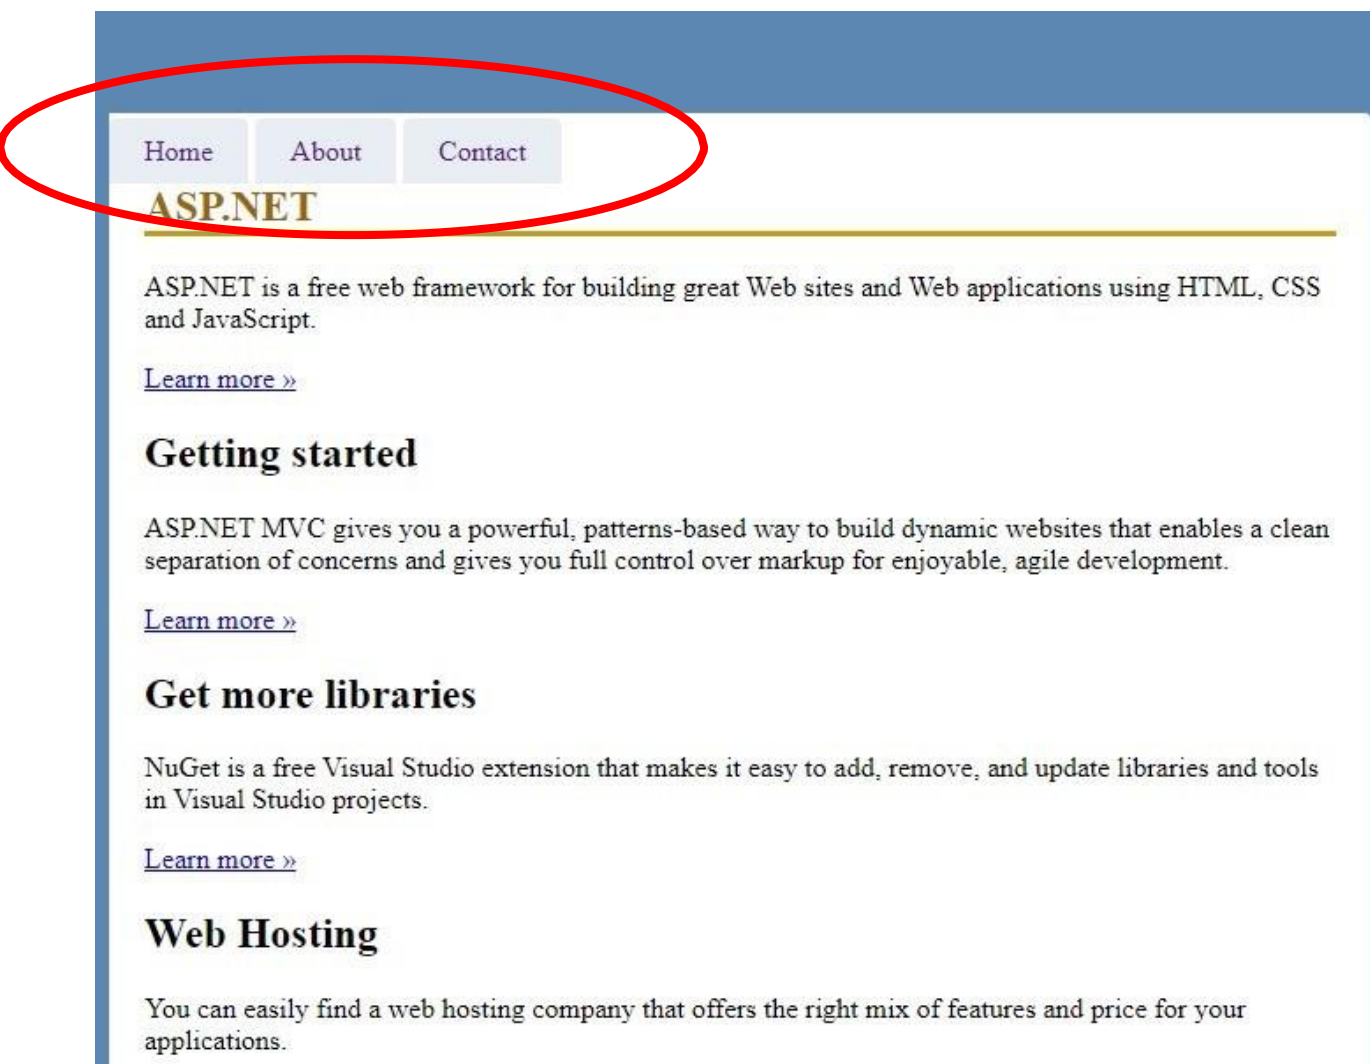 Home About Contact
ASP.NET
ASP.NET is a free web framework for building great Web sites and Web applications using HTML, CSS
and JavaScript.
Learn more »
Getting started
ASP.NET MVC gives you a powerful, patterns-based way to build dynamic websites that enables a clean
separation of concerns and gives you full control over markup for enjoyable, agile development.
Learn more »
Get more libraries
NuGet is a free Visual Studio extension that makes it easy to add, remove, and update libraries and tools
in Visual Studio projects.
Learn more »
Web Hosting
You can easily find a web hosting company that offers the right mix of features and price for your
applications.